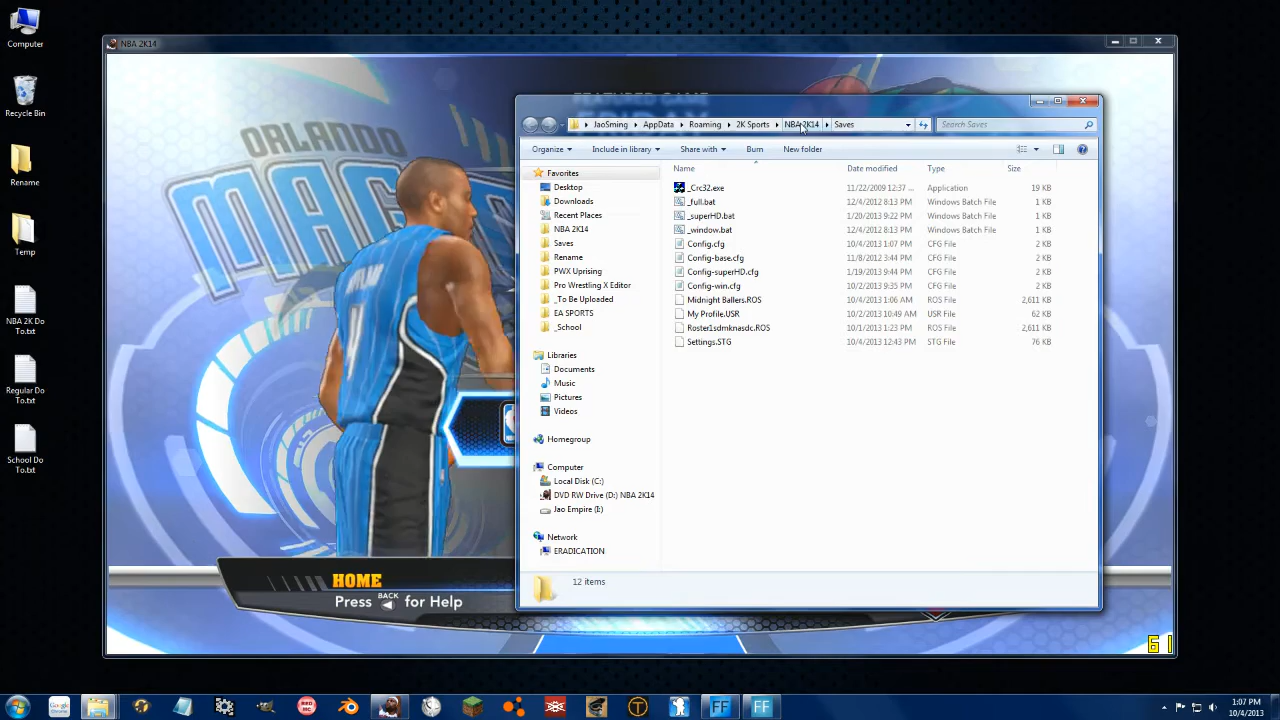 Computer
Recycle Bin
Rename
Temp
NBA 2K Do
To.txt
Regular Do
To.txt
School Do
To.txt
NBA 2K14
FEATURED GAME
ORLANDO
MAGIC
JaoSming
AppData
Roaming
2K Sports
NBA 2K14
Saves
Search Saves
Organize
Include in library
Share with
Burn
New folder
Favorites
Desktop
Downloads
Recent Places
NBA 2K14
Saves
Rename
PWX Uprising
Pro Wrestling X Editor
_To Be Uploaded
EA SPORTS
_School
Libraries
Documents
Music
Pictures
Videos
Homegroup
Computer
Local Disk (C:)
DVD RW Drive (D:) NBA 2K14
Jao Empire (I:)
Network
ERADICATION
Name Date modified Type Size
_Crc32.exe 11/22/2009 12:37 ... Application 19 KB
_full.bat 12/4/2012 8:13 PM Windows Batch File 1 KB
_superHD.bat 1/20/2013 9:22 PM Windows Batch File 1 KB
_window.bat 12/4/2012 8:13 PM Windows Batch File 1 KB
Config.cfg 10/4/2013 1:07 PM CFG File 2 KB
Config-base.cfg 11/8/2012 3:44 PM CFG File 2 KB
Config-superHD.cfg 1/19/2013 9:44 PM CFG File 2 KB
Config-win.cfg 10/2/2013 9:35 PM CFG File 2 KB
Midnight Ballers.ROS 10/4/2013 1:06 AM ROS File 2,611 KB
My Profile.USR 10/2/2013 10:49 AM USR File 62 KB
Roster1sdmknasdc.ROS 10/1/2013 1:23 PM ROS File 2,611 KB
Settings.STG 10/4/2013 12:43 PM STG File 76 KB
12 items
HOME
Press BACK for Help
61
Google
chrome
RED
MC
FF
FF
1:07 PM
10/4/2013